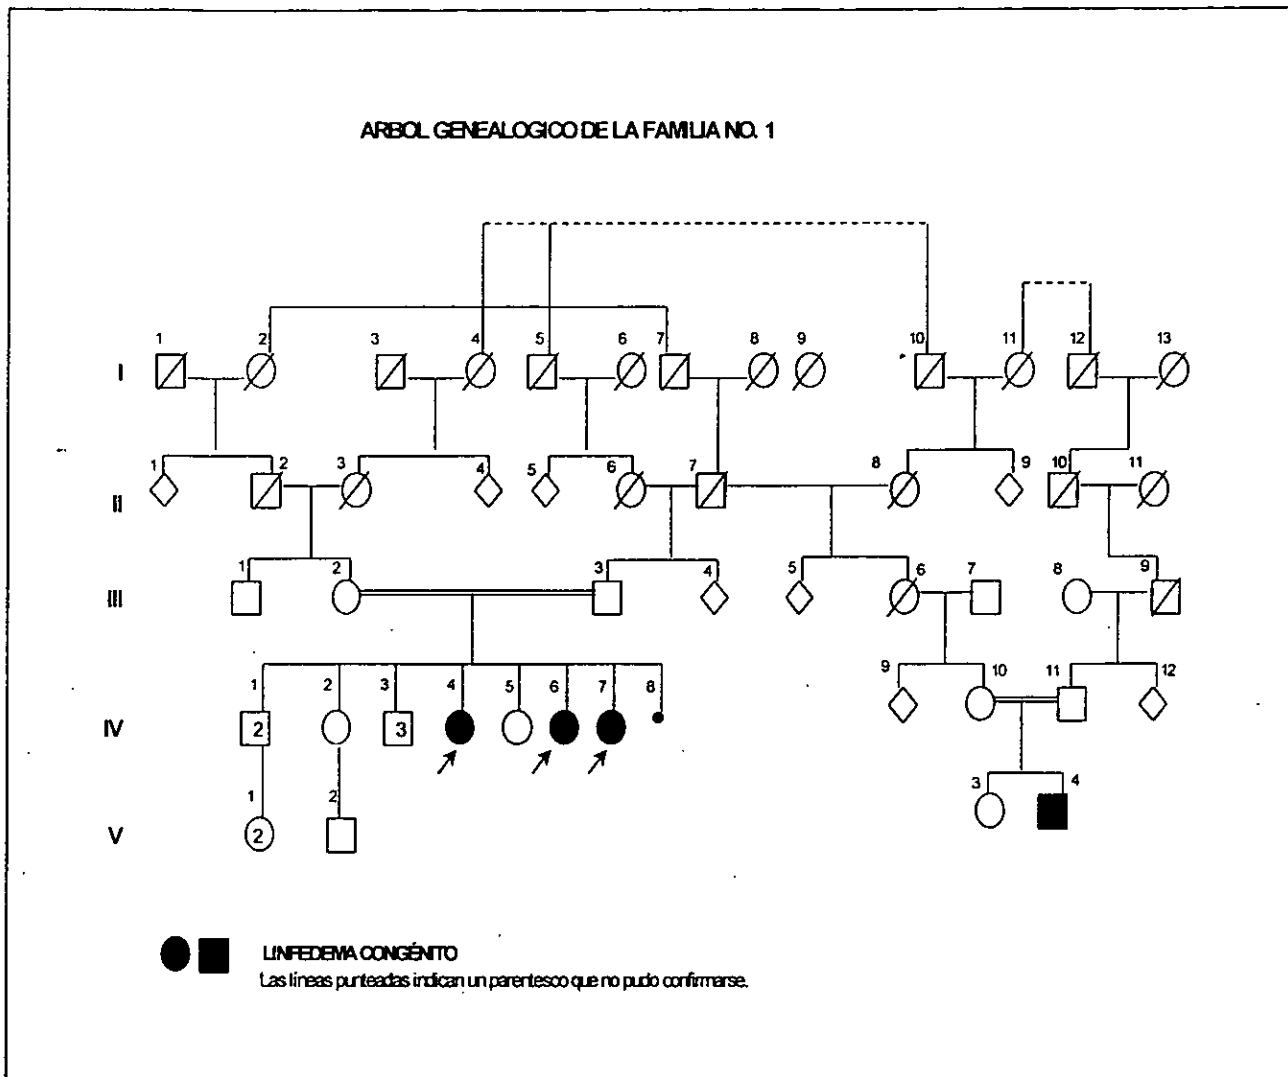 ARBOL GENEALOGICO DE LA FAMILIA NO. 1
1 2 3 4 5 6 7 8 9 10 11 12 13
I
1 2 3 4 5 6 7 8 9 10 11
II
1 2 3 4 5 6 7 8 9
III
1 2 3 4 5 6 7 8 9 10 11 12
IV
2 3
3 4
1 2
V
2
LINFEDEMA CONGÉNITO
Las líneas punteadas indican un parentesco que no pudo confirmarse.